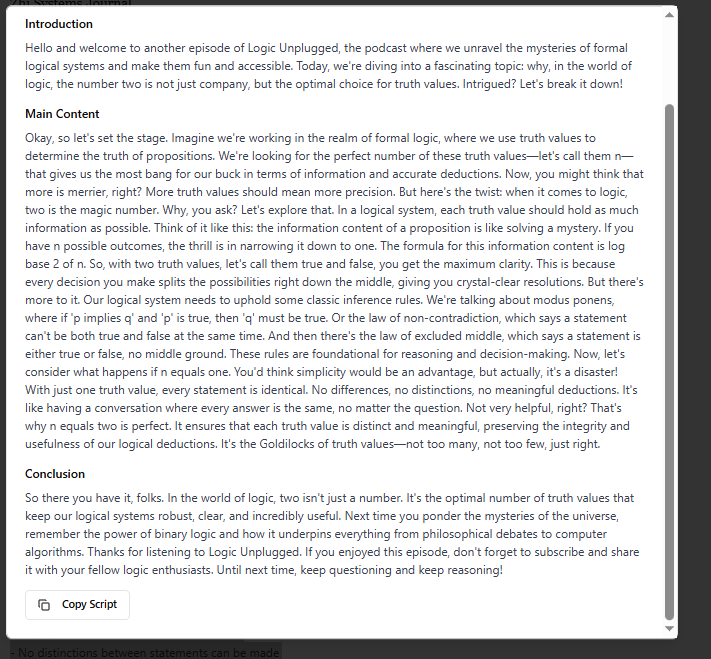 Zhi Systems Journal
Introduction
Hello and welcome to another episode of Logic Unplugged, the podcast where we unravel the mysteries of formal
logical systems and make them fun and accessible. Today, we're diving into a fascinating topic: why, in the world of
logic, the number two is not just company, but the optimal choice for truth values. Intrigued? Let's break it down!
Main Content
Okay, so let's set the stage. Imagine we're working in the realm of formal logic, where we use truth values to
determine the truth of propositions. We're looking for the perfect number of these truth values—let's call them n—
that gives us the most bang for our buck in terms of information and accurate deductions. Now, you might think that
more is merrier, right? More truth values should mean more precision. But here's the twist: when it comes to logic,
two is the magic number. Why, you ask? Let's explore that. In a logical system, each truth value should hold as much
information as possible. Think of it like this: the information content of a proposition is like solving a mystery. If you
have n possible outcomes, the thrill is in narrowing it down to one. The formula for this information content is log
base 2 of n. So, with two truth values, let's call them true and false, you get the maximum clarity. This is because
every decision you make splits the possibilities right down the middle, giving you crystal-clear resolutions. But there's
more to it. Our logical system needs to uphold some classic inference rules. We're talking about modus ponens,
where if 'p implies q' and 'p' is true, then 'q' must be true. Or the law of non-contradiction, which says a statement
can't be both true and false at the same time. And then there's the law of excluded middle, which says a statement is
either true or false, no middle ground. These rules are foundational for reasoning and decision-making. Now, let's
consider what happens if n equals one. You'd think simplicity would be an advantage, but actually, it's a disaster!
With just one truth value, every statement is identical. No differences, no distinctions, no meaningful deductions. It's
like having a conversation where every answer is the same, no matter the question. Not very helpful, right? That's
why n equals two is perfect. It ensures that each truth value is distinct and meaningful, preserving the integrity and
usefulness of our logical deductions. It's the Goldilocks of truth values—not too many, not too few, just right.
Conclusion
So there you have it, folks. In the world of logic, two isn't just a number. It's the optimal number of truth values that
keep our logical systems robust, clear, and incredibly useful. Next time you ponder the mysteries of the universe,
remember the power of binary logic and how it underpins everything from philosophical debates to computer
algorithms. Thanks for listening to Logic Unplugged. If you enjoyed this episode, don't forget to subscribe and share
it with your fellow logic enthusiasts. Until next time, keep questioning and keep reasoning!
Copy Script
- No distinctions between statements can be made